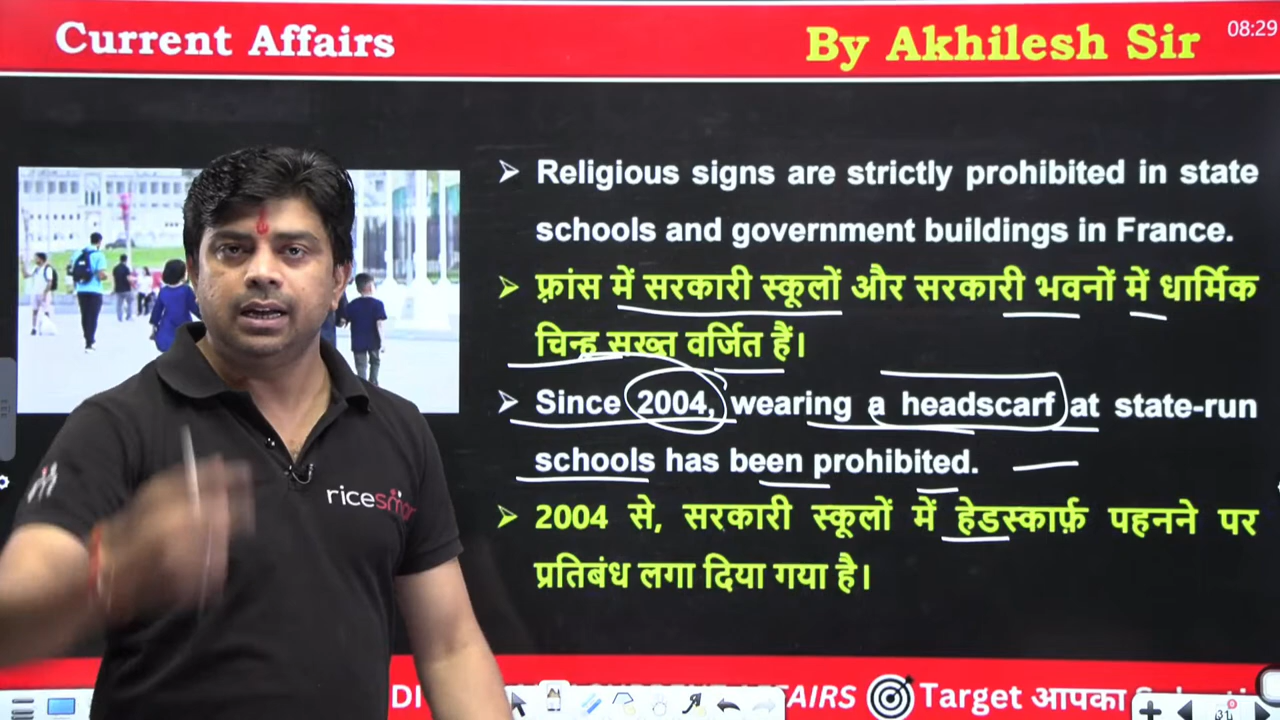 Current Affairs
By Akhilesh Sir
08:29
➢ Religious signs are strictly prohibited in state
schools and government buildings in France.
➢ फ़्रांस में सरकारी स्कूलों और सरकारी भवनों में धार्मिक
चिन्ह सख्त वर्जित हैं।
➢ Since 2004, wearing a headscarf at state-run
schools has been prohibited.
➢ 2004 से, सरकारी स्कूलों में हेडस्कार्फ़ पहनने पर
प्रतिबंध लगा दिया गया है।
ricesmart
AFFAIRS Target आपका